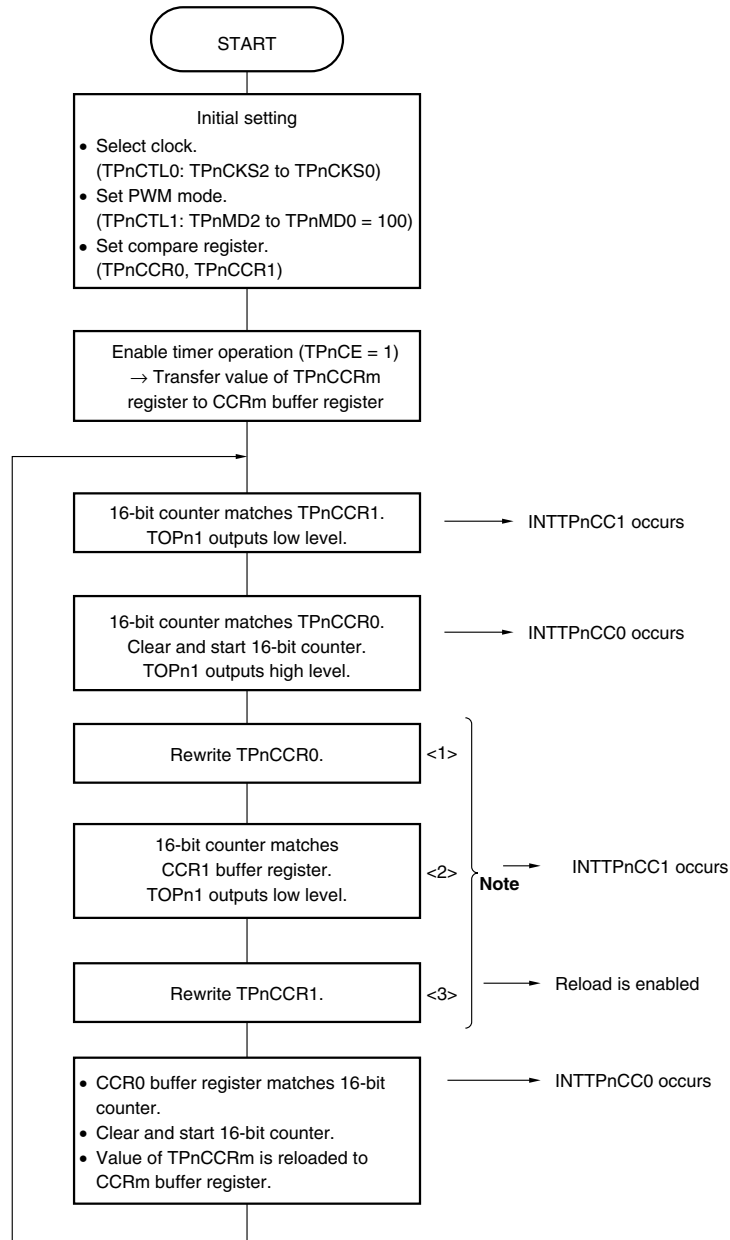 START
Initial setting
• Select clock.
(TPnCTL0: TPnCKS2 to TPnCKS0)
• Set PWM mode.
(TPnCTL1: TPnMD2 to TPnMD0 = 100)
• Set compare register.
(TPnCCR0, TPnCCR1)
Enable timer operation (TPnCE = 1)
→ Transfer value of TPnCCRm
register to CCRm buffer register
16-bit counter matches TPnCCR1.
TOPn1 outputs low level.
INTTPnCC1 occurs
16-bit counter matches TPnCCR0.
Clear and start 16-bit counter.
TOPn1 outputs high level.
INTTPnCC0 occurs
Rewrite TPnCCR0.
<1>
16-bit counter matches
CCR1 buffer register.
TOPn1 outputs low level.
<2>
Note
INTTPnCC1 occurs
Rewrite TPnCCR1.
<3>
Reload is enabled
• CCR0 buffer register matches 16-bit
counter.
• Clear and start 16-bit counter.
• Value of TPnCCRm is reloaded to
CCRm buffer register.
INTTPnCC0 occurs